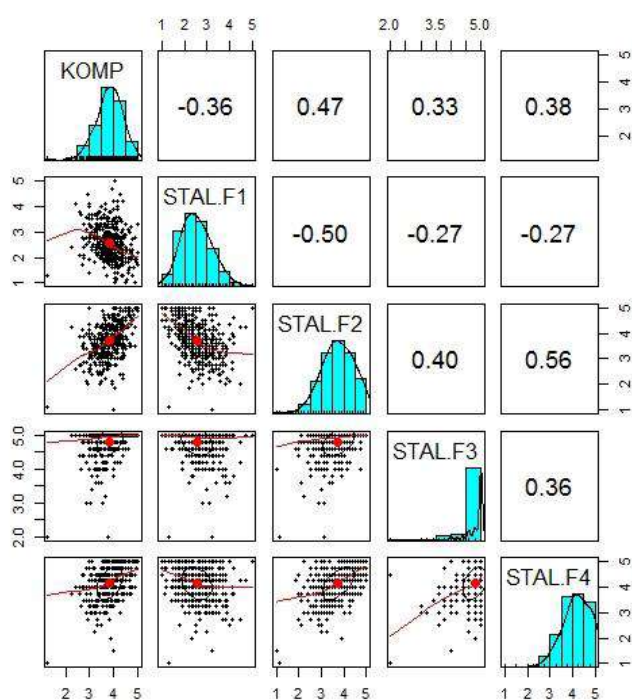 1 2 3 4 5 2.0 5.0
KOMP -0.36 0.47 0.33 0.38 2 3 4 5
1 2 3 4 5 STAL.F1 -0.50 -0.27 -0.27
STAL.F2 0.40 0.56 1 2 3 4 5
2.0 3.0 4.0 5.0 STAL.F3 0.36
STAL.F4 1 2 3 4 5
2 3 4 5 1 2 3 4 5 1 2 3 4 5